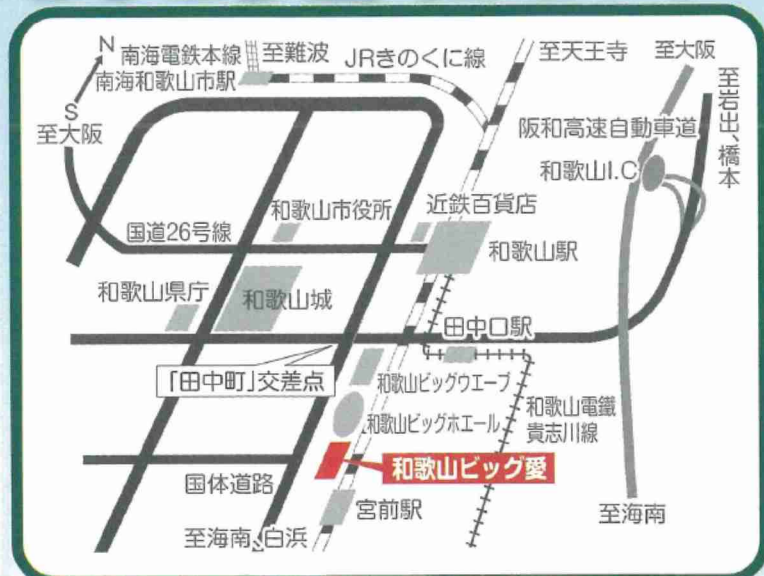 N
S
至大阪
南海電鉄本線
南海和歌山市駅
至難波
JRきのくに線
至天王寺
至大阪
至岩出、橋本
阪和高速自動車道
和歌山I.C
和歌山市役所
近鉄百貨店
国道26号線
和歌山駅
和歌山県庁
和歌山城
田中口駅
「田中町」交差点
和歌山ビッグウエーブ
和歌山ビッグホエール
和歌山電鐵
貴志川線
和歌山ビッグ愛
国体道路
宮前駅
至海南、白浜
至海南